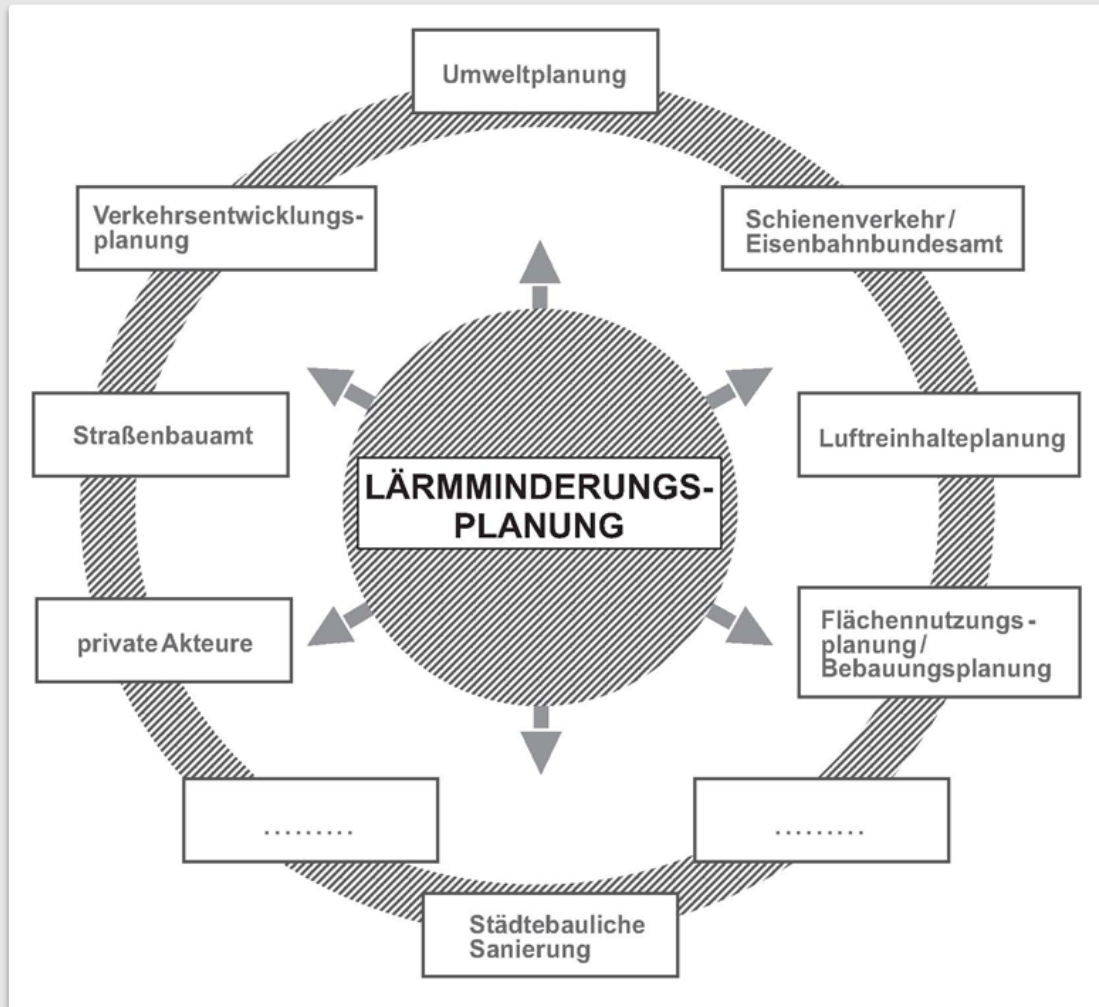 Umweltplanung
Verkehrsentwicklungs-
planung
Schienenverkehr/
Eisenbahnbundesamt
Straßenbauamt
Luftreinhalteplanung
LÄRMMINDERUNGS-
PLANUNG
private Akteure
Flächennutzungs-
planung/
Bebauungsplanung
.........
.........
Städtebauliche
Sanierung